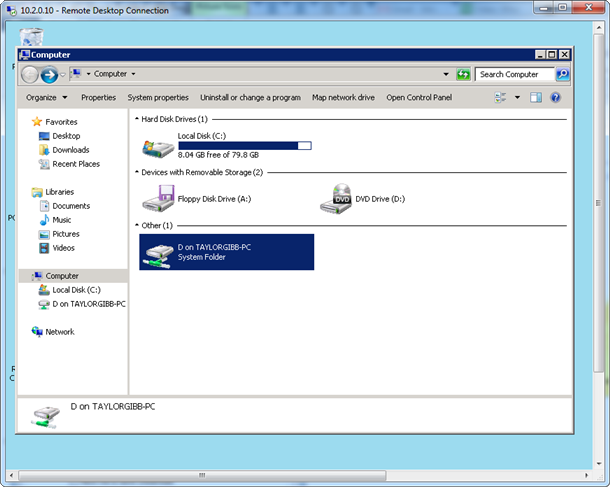 10.2.0.10 - Remote Desktop Connection
Computer
Computer
Search Computer
Organize Properties System properties Uninstall or change a program Map network drive Open Control Panel
Favorites
Desktop
Downloads
Recent Places
Libraries
Documents
Music
Pictures
Videos
Computer
Local Disk (C:)
D on TAYLORGIBB-PC
Network
Hard Disk Drives (1)
Local Disk (C:)
8.04 GB free of 79.8 GB
Devices with Removable Storage (2)
Floppy Disk Drive (A:)
DVD
DVD Drive (D:)
Other (1)
D on TAYLORGIBB-PC
System Folder
D on TAYLORGIBB-PC